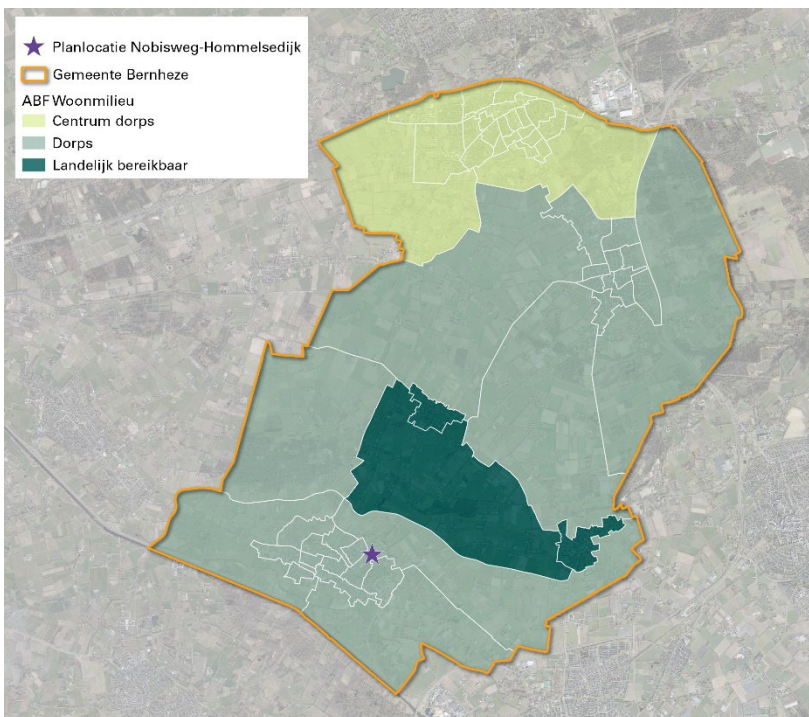 Planlocatie Nobisweg-Hommelsedijk
Gemeente Bernheze
ABF Woonmilieu
Centrum dorps
Dorps
Landelijk bereikbaar